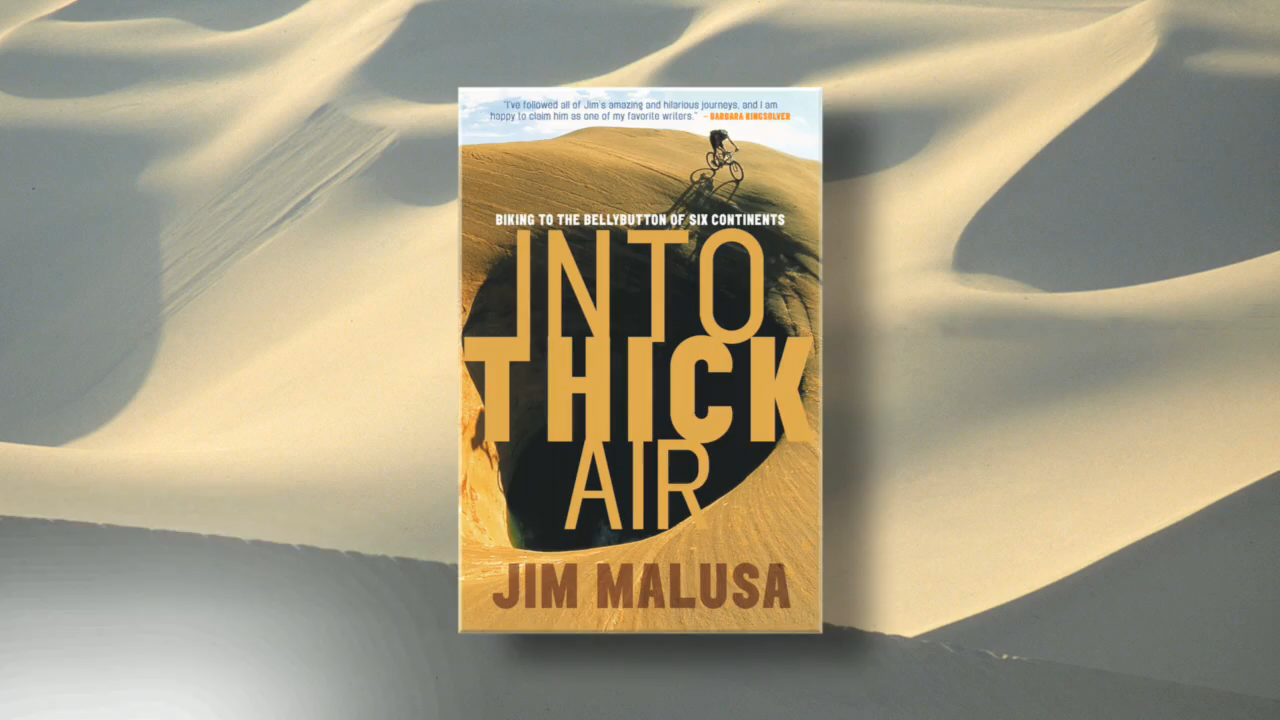 "I've followed all of Jim's amazing and hilarious journeys, and I am
happy to claim him as one of my favorite writers." – BARBARA KINGSOLVER
BIKING TO THE BELLYBUTTON OF SIX CONTINENTS
INTO
THICK
AIR
JIM MALUSA